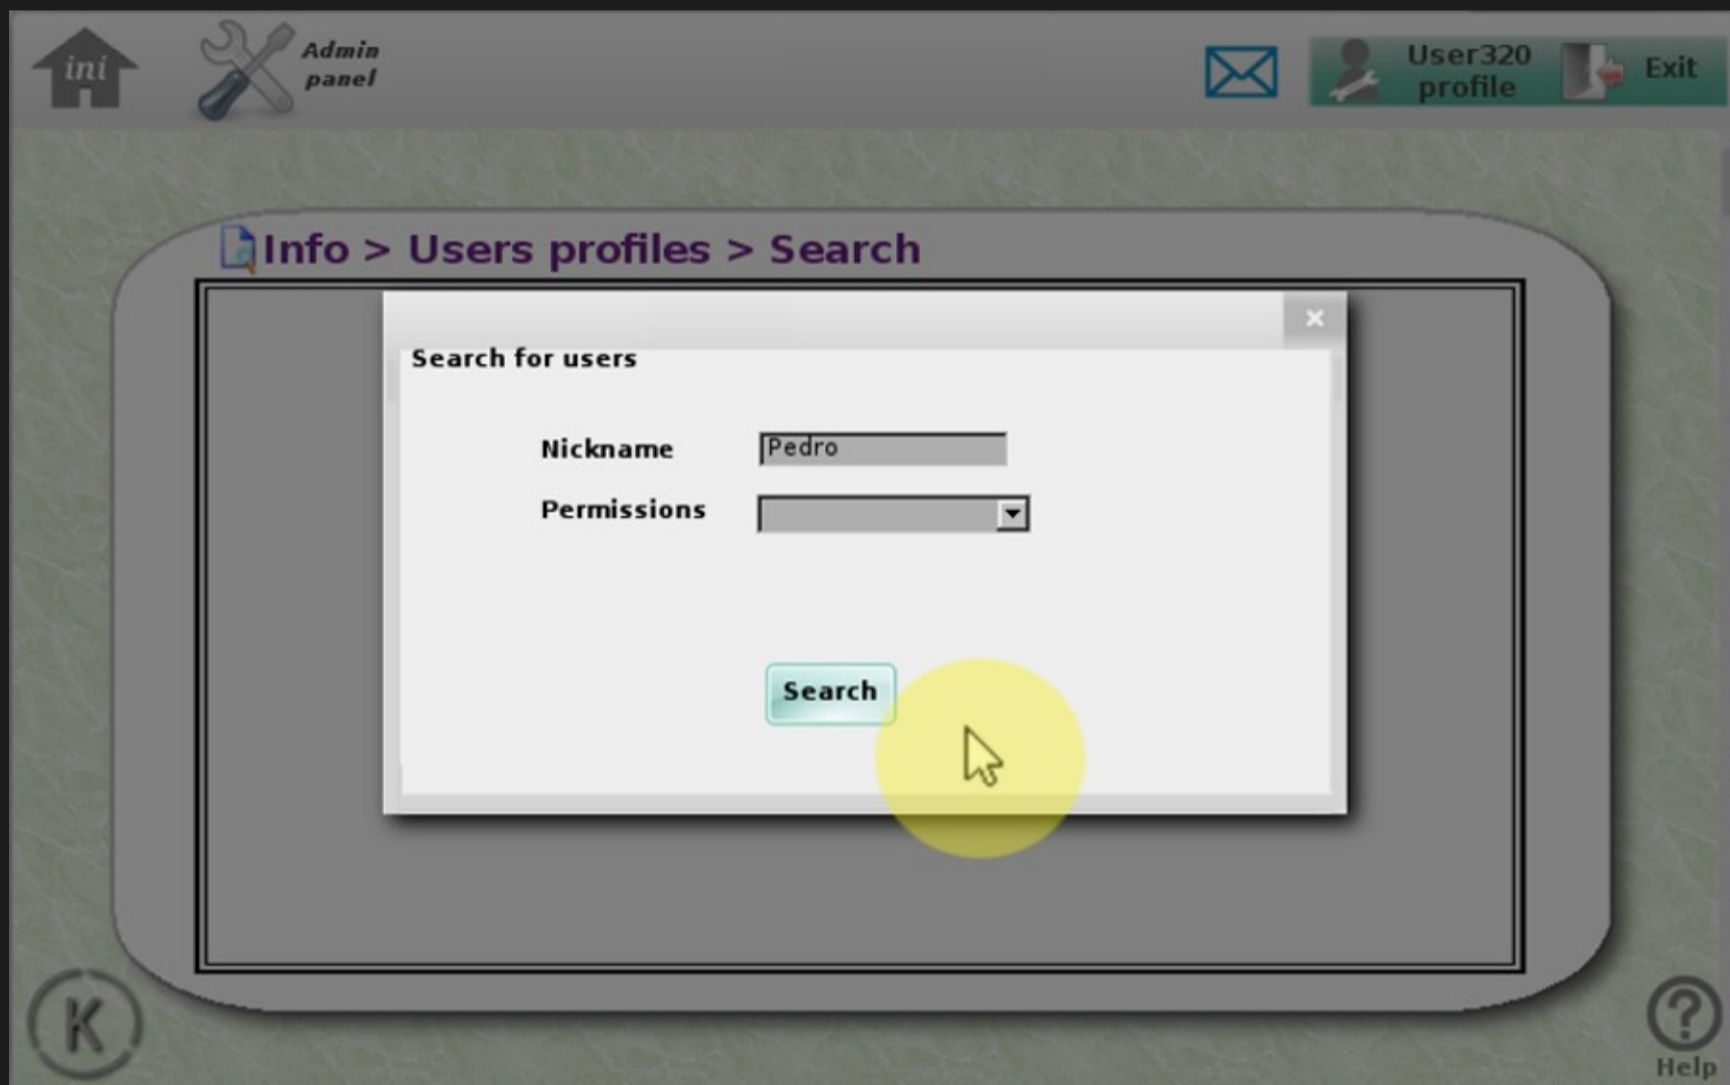 ini
Admin
panel
User320
profile
Exit
Info > Users profiles > Search
×
Search for users
Nickname
Pedro
Permissions
Search
K
?
Help